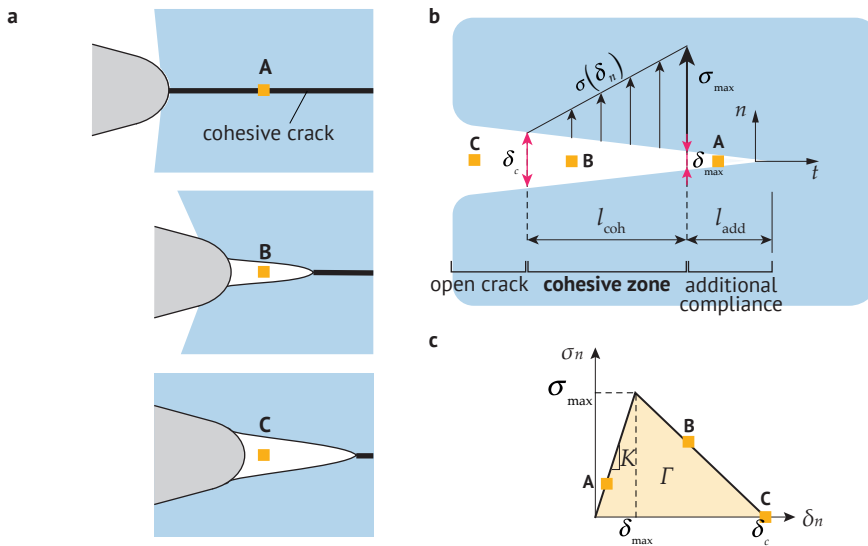 a
A
cohesive crack
B
C
b
σ(δn)
σmax
n
C
B
A
δc
δmax
t
lcoh
ladd
open crack
cohesive zone
additional
compliance
c
σn
σmax
B
A
K
Γ
C
δmax
δc
δn